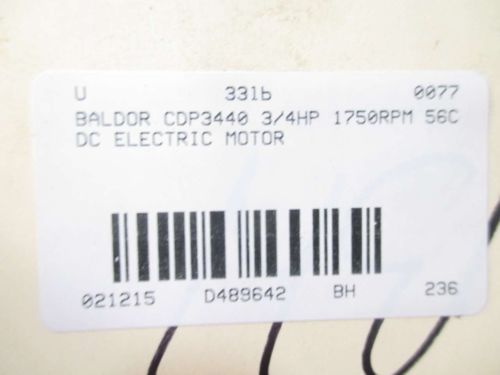 U 331b 0077
BALDOR CDP3440 3/4HP 1750RPM 56C
DC ELECTRIC MOTOR
021215 D489642 BH 236